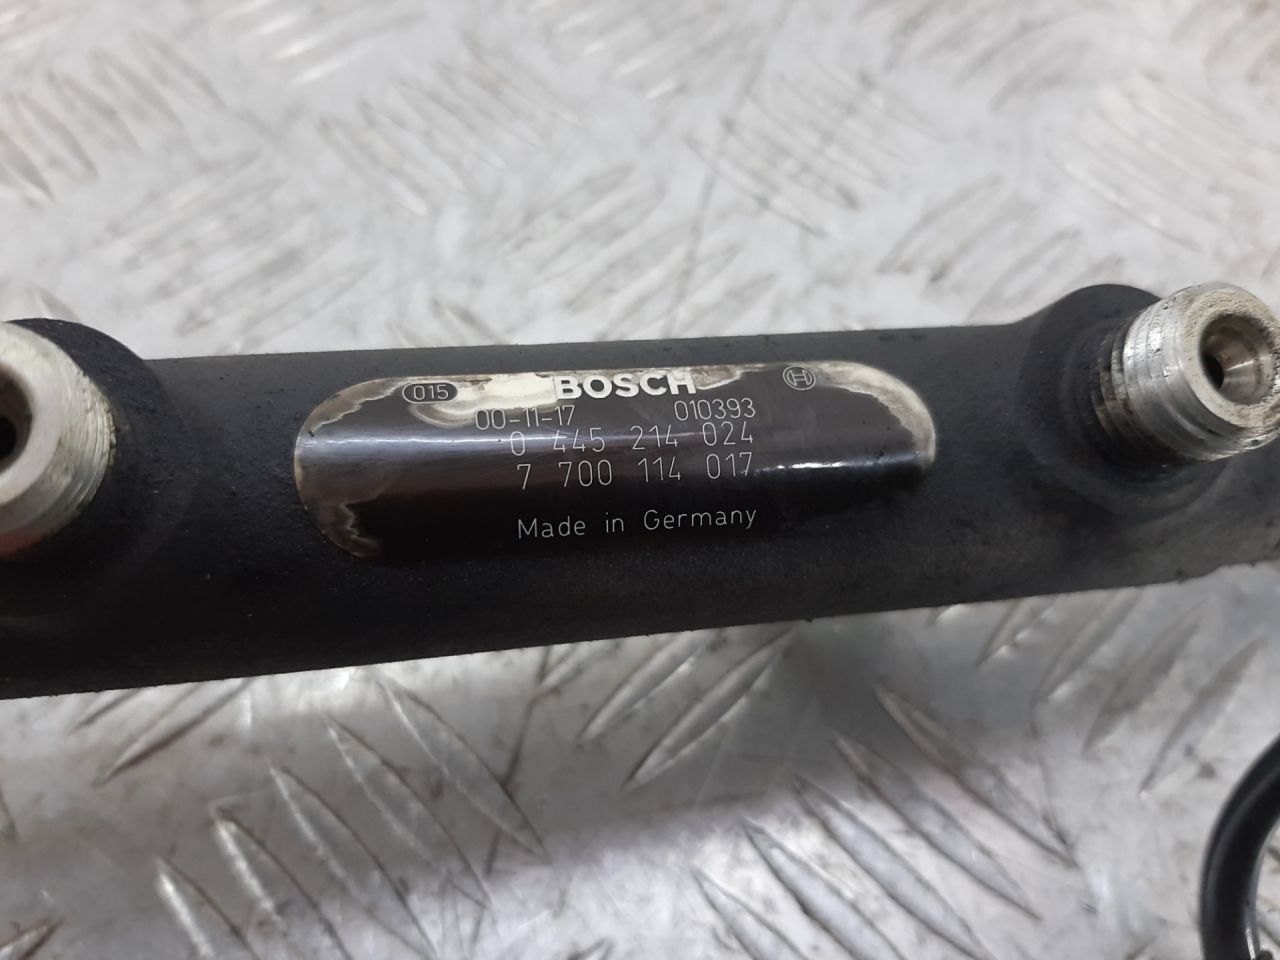 015 BOSCH
00-11-17 010393
0 445 214 024
7 700 114 017
Made in Germany